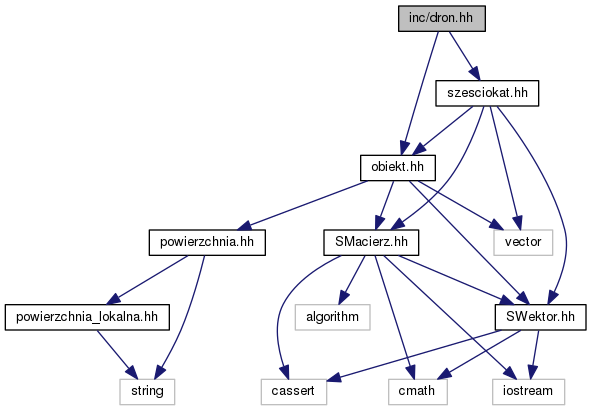 inc/dron.hh
szesciokat.hh
obiekt.hh
powierzchnia.hh
SMacierz.hh
vector
powierzchnia_lokalna.hh
algorithm
SWektor.hh
string
cassert
cmath
iostream